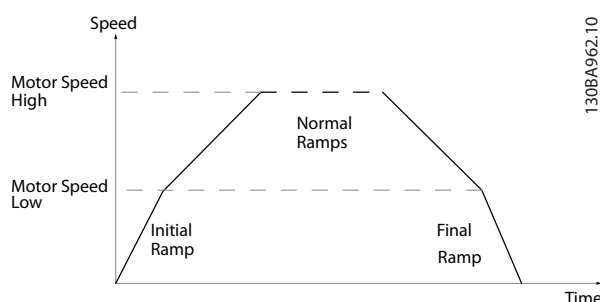 Speed
Motor Speed
High
Normal
Ramps
Motor Speed
Low
Initial
Ramp
Final
Ramp
Time
130BA962.10